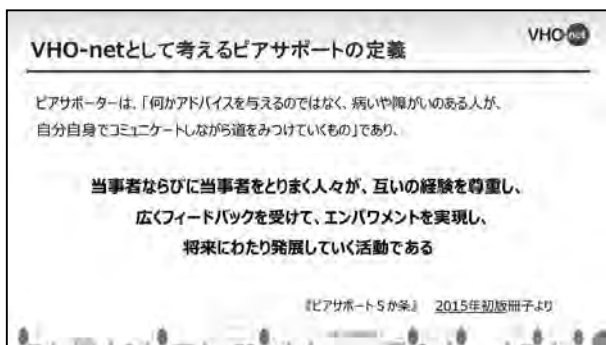 VHO-net
VHO-netとして考えるピアサポートの定義
ピアサポーターは、「何かアドバイスを与えるのではなく、病いや障がいのある人が、
自分自身でコミュニケートしながら道をみつけていくもの」であり、
当事者ならびに当事者をとりまく人々が、互いの経験を尊重し、
広くフィードバックを受けて、エンパワメントを実現し、
将来にわたり発展していく活動である
『ピアサポート5か条』 2015年初版冊子より